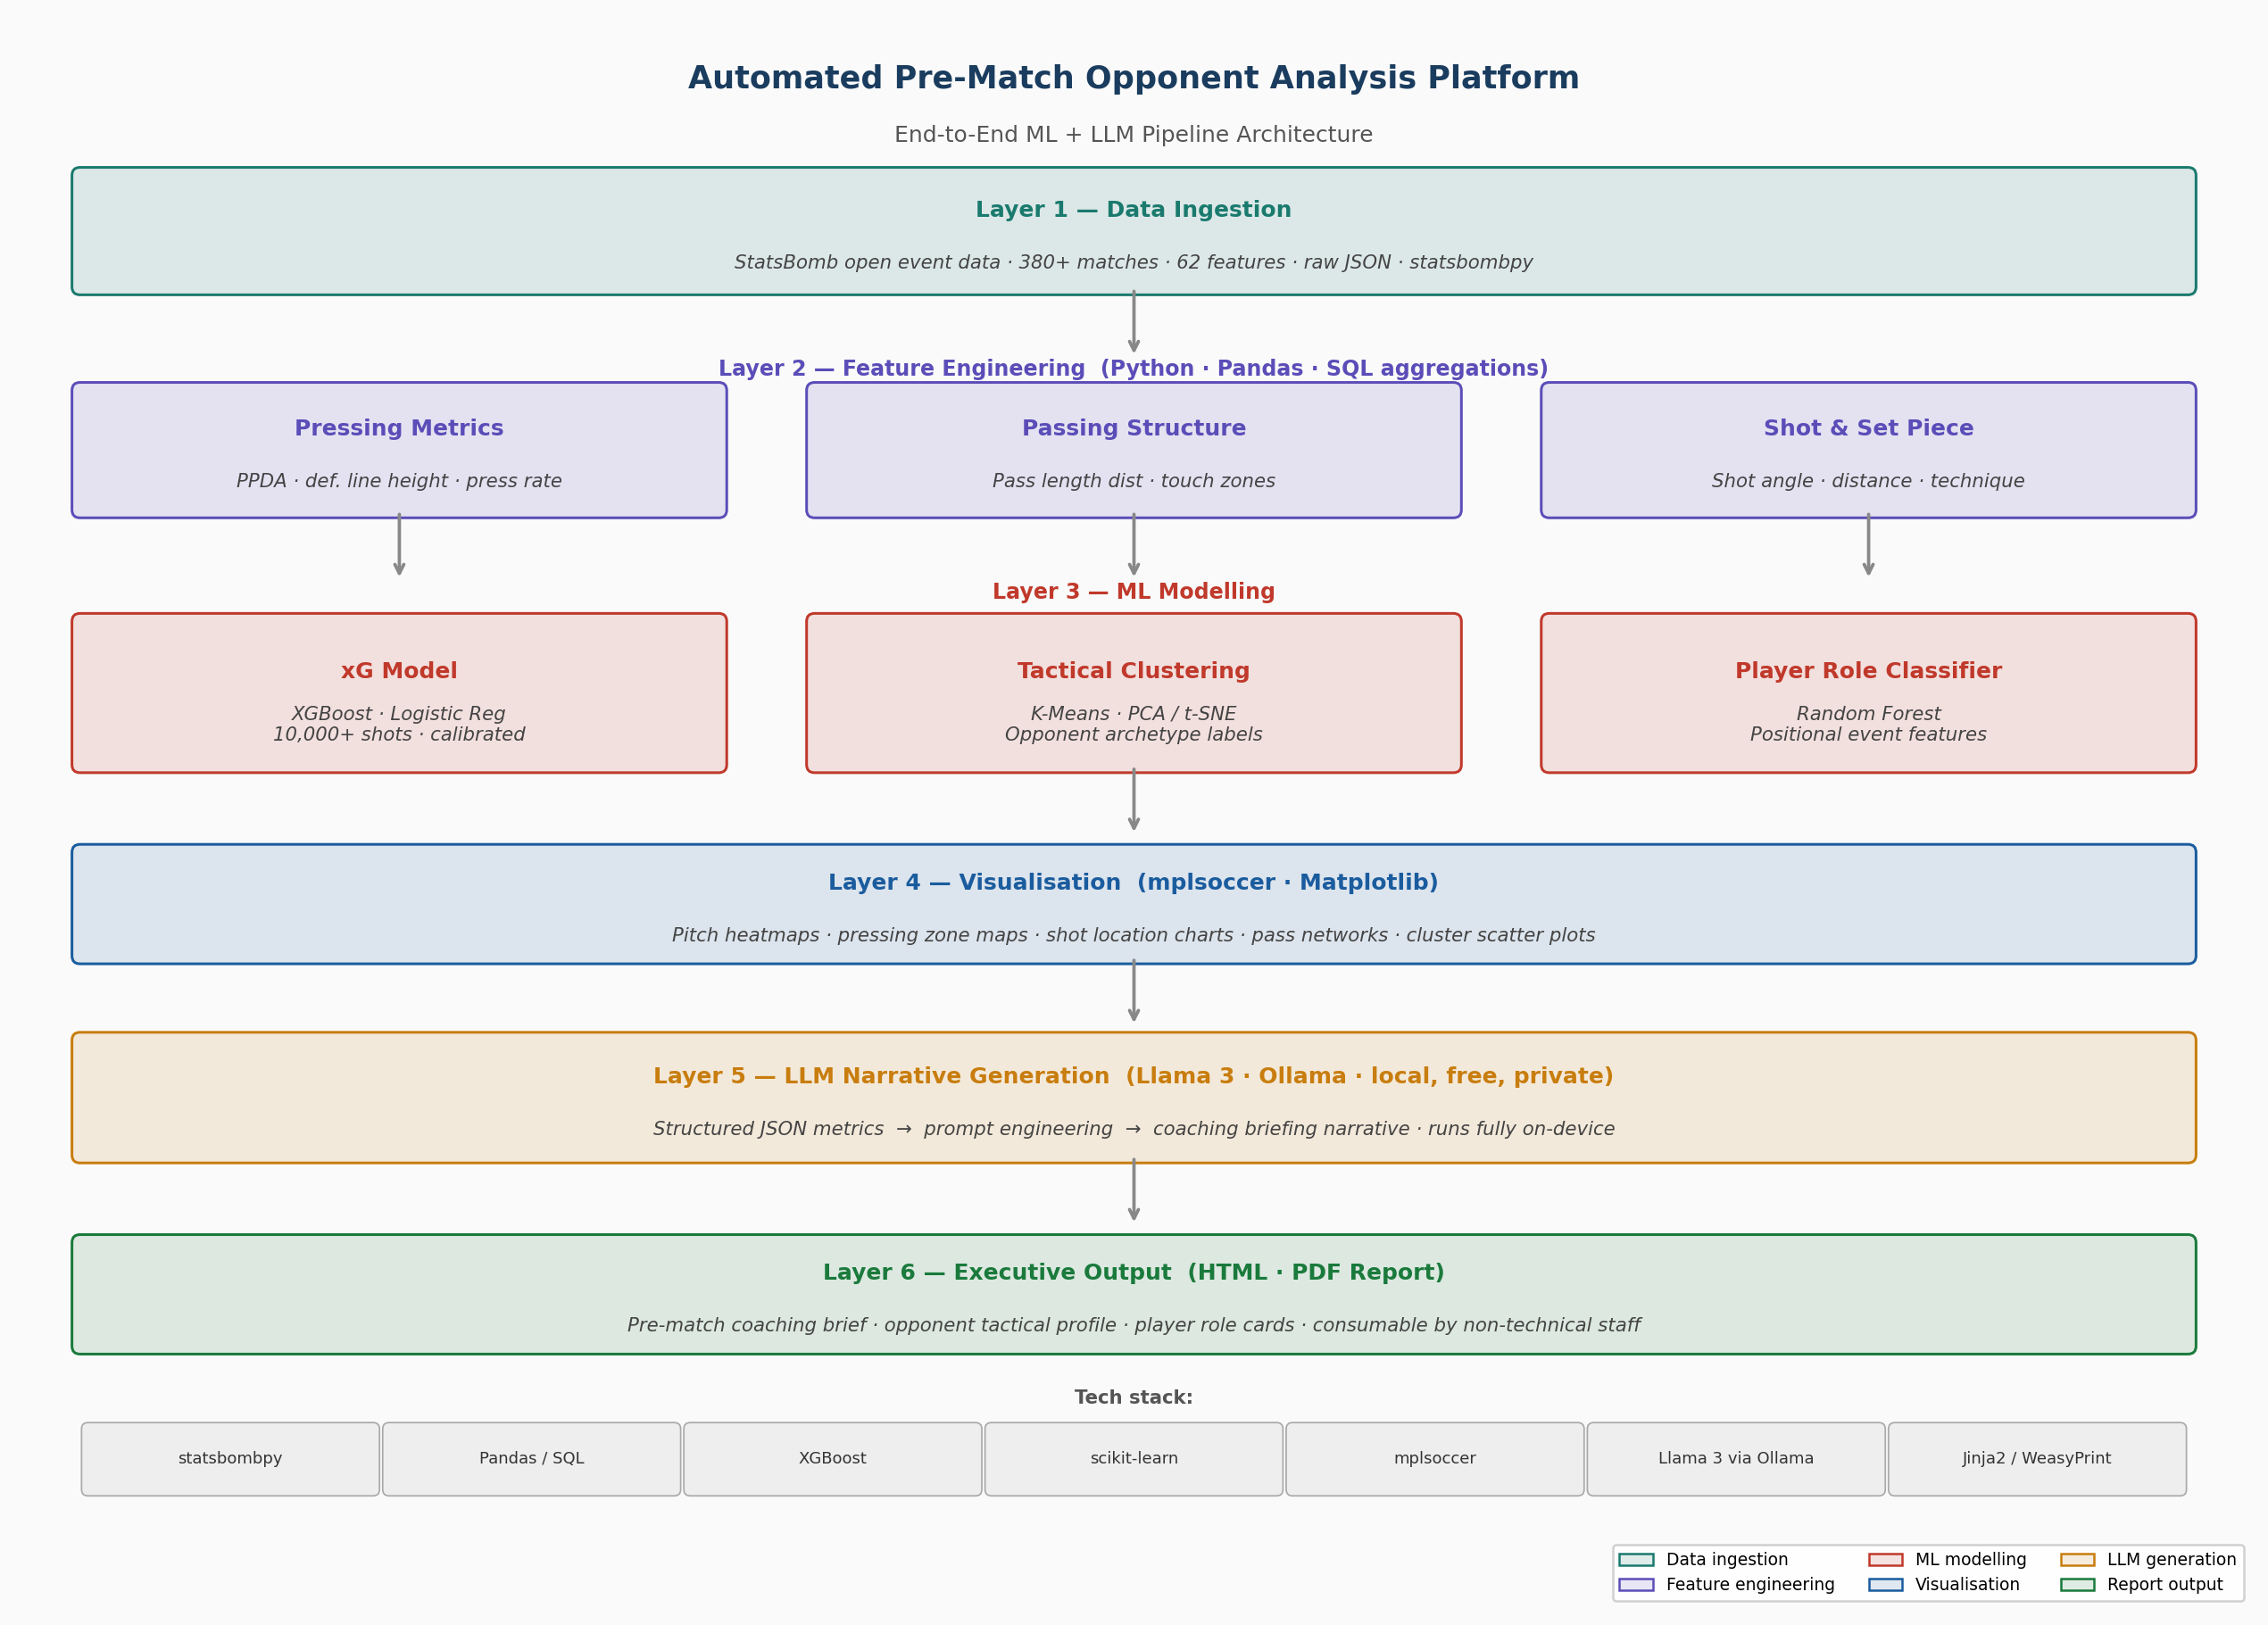 Automated Pre-Match Opponent Analysis Platform
End-to-End ML + LLM Pipeline Architecture
Layer 1 — Data Ingestion
StatsBomb open event data · 380+ matches · 62 features · raw JSON · statsbombpy
Layer 2 — Feature Engineering  (Python · Pandas · SQL aggregations)
Pressing Metrics
PPDA · def. line height · press rate
Passing Structure
Pass length dist · touch zones
Shot & Set Piece
Shot angle · distance · technique
Layer 3 — ML Modelling
xG Model
XGBoost · Logistic Reg
10,000+ shots · calibrated
Tactical Clustering
K-Means · PCA / t-SNE
Opponent archetype labels
Player Role Classifier
Random Forest
Positional event features
Layer 4 — Visualisation  (mplsoccer · Matplotlib)
Pitch heatmaps · pressing zone maps · shot location charts · pass networks · cluster scatter plots
Layer 5 — LLM Narrative Generation  (Llama 3 · Ollama · local, free, private)
Structured JSON metrics → prompt engineering → coaching briefing narrative · runs fully on-device
Layer 6 — Executive Output  (HTML · PDF Report)
Pre-match coaching brief · opponent tactical profile · player role cards · consumable by non-technical staff
Tech stack:
statsbombpy
Pandas / SQL
XGBoost
scikit-learn
mplsoccer
Llama 3 via Ollama
Jinja2 / WeasyPrint
Data ingestion
Feature engineering
ML modelling
Visualisation
LLM generation
Report output